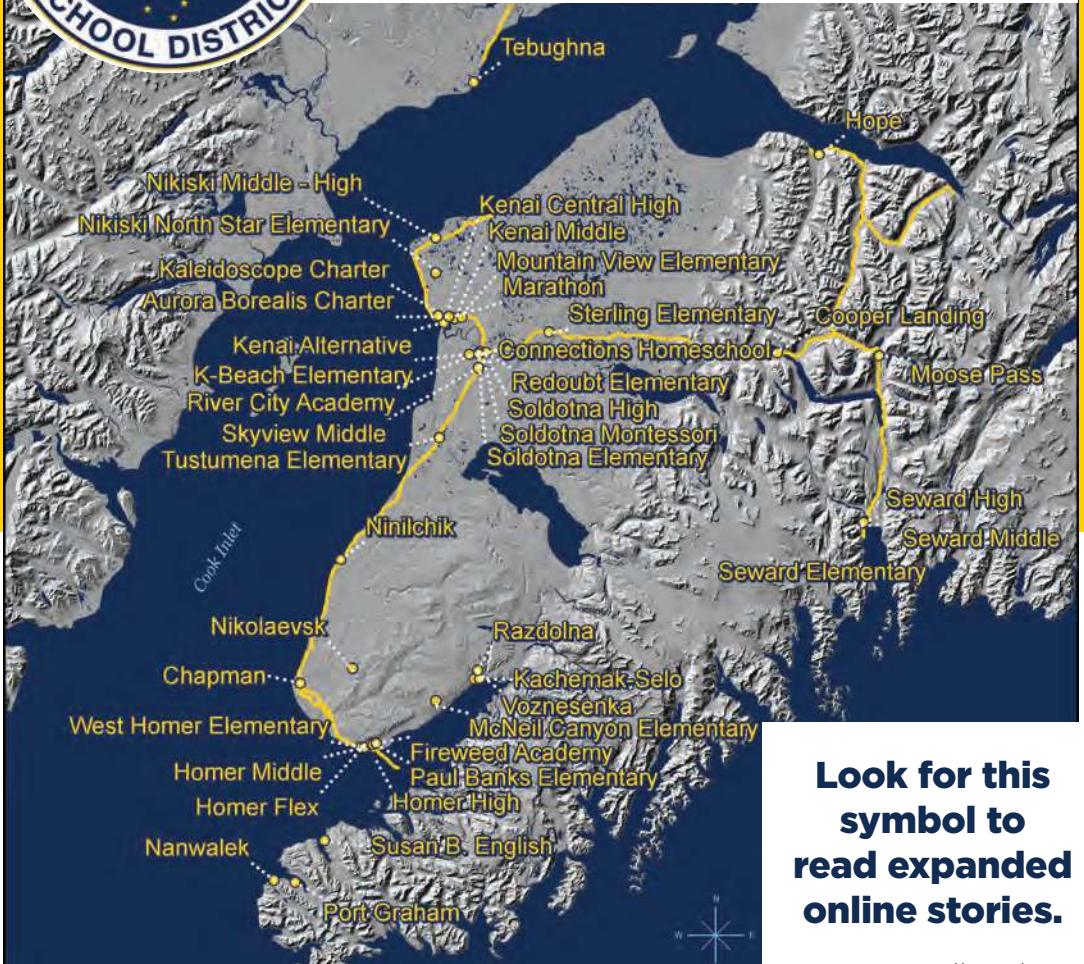 CHOOL DISTRIC
Tebughna
Hope
Nikiski Middle - High
Kenai Central High
Nikiski North Star Elementary
Kenai Middle
Mountain View Elementary
Kaleidoscope Charter
Marathon
Aurora Borealis Charter
Sterling Elementary
Cooper Landing
Kenai Alternative
Connections Homeschool
K-Beach Elementary
Redoubt Elementary
Moose Pass
River City Academy
Soldotna High
Skyview Middle
Soldotna Montessori
Tustumena Elementary
Soldotna Elementary
Seward High
Seward Middle
Ninilchik
Cook Inlet
Seward Elementary
Nikolaevsk
Razdolna
Chapman
Kachemak-Selo
Voznesenka
West Homer Elementary
McNeil Canyon Elementary
Fireweed Academy
Homer Middle
Paul Banks Elementary
Homer Flex
Homer High
Nanwalek
Susan B. English
Port Graham
N
W
E
Look for this
symbol to
read expanded
online stories.